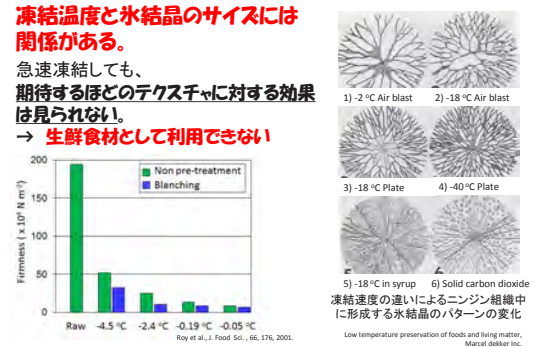 凍結温度と氷結晶のサイズには
関係がある。
急速凍結しても、
期待するほどのテクスチャに対する効果
は見られない。
→ 生鮮食材として利用できない
200
150
100
50
0
Firmness ( x 10⁴ N m⁻²)
Non pre-treatment
Blanching
Raw -4.5 ℃ -2.4 ℃ -0.19 ℃ -0.05 ℃
Roy et al., J. Food Sci. , 66, 176, 2001.
1) -2 °C Air blast 2) -18 °C Air blast
3) -18 °C Plate 4) -40 °C Plate
5 6
5) -18 °C in syrup 6) Solid carbon dioxide
凍結速度の違いによるニンジン組織中
に形成する氷結晶のパターンの変化
Low temperature preservation of foods and living matter,
Marcel dekker Inc.